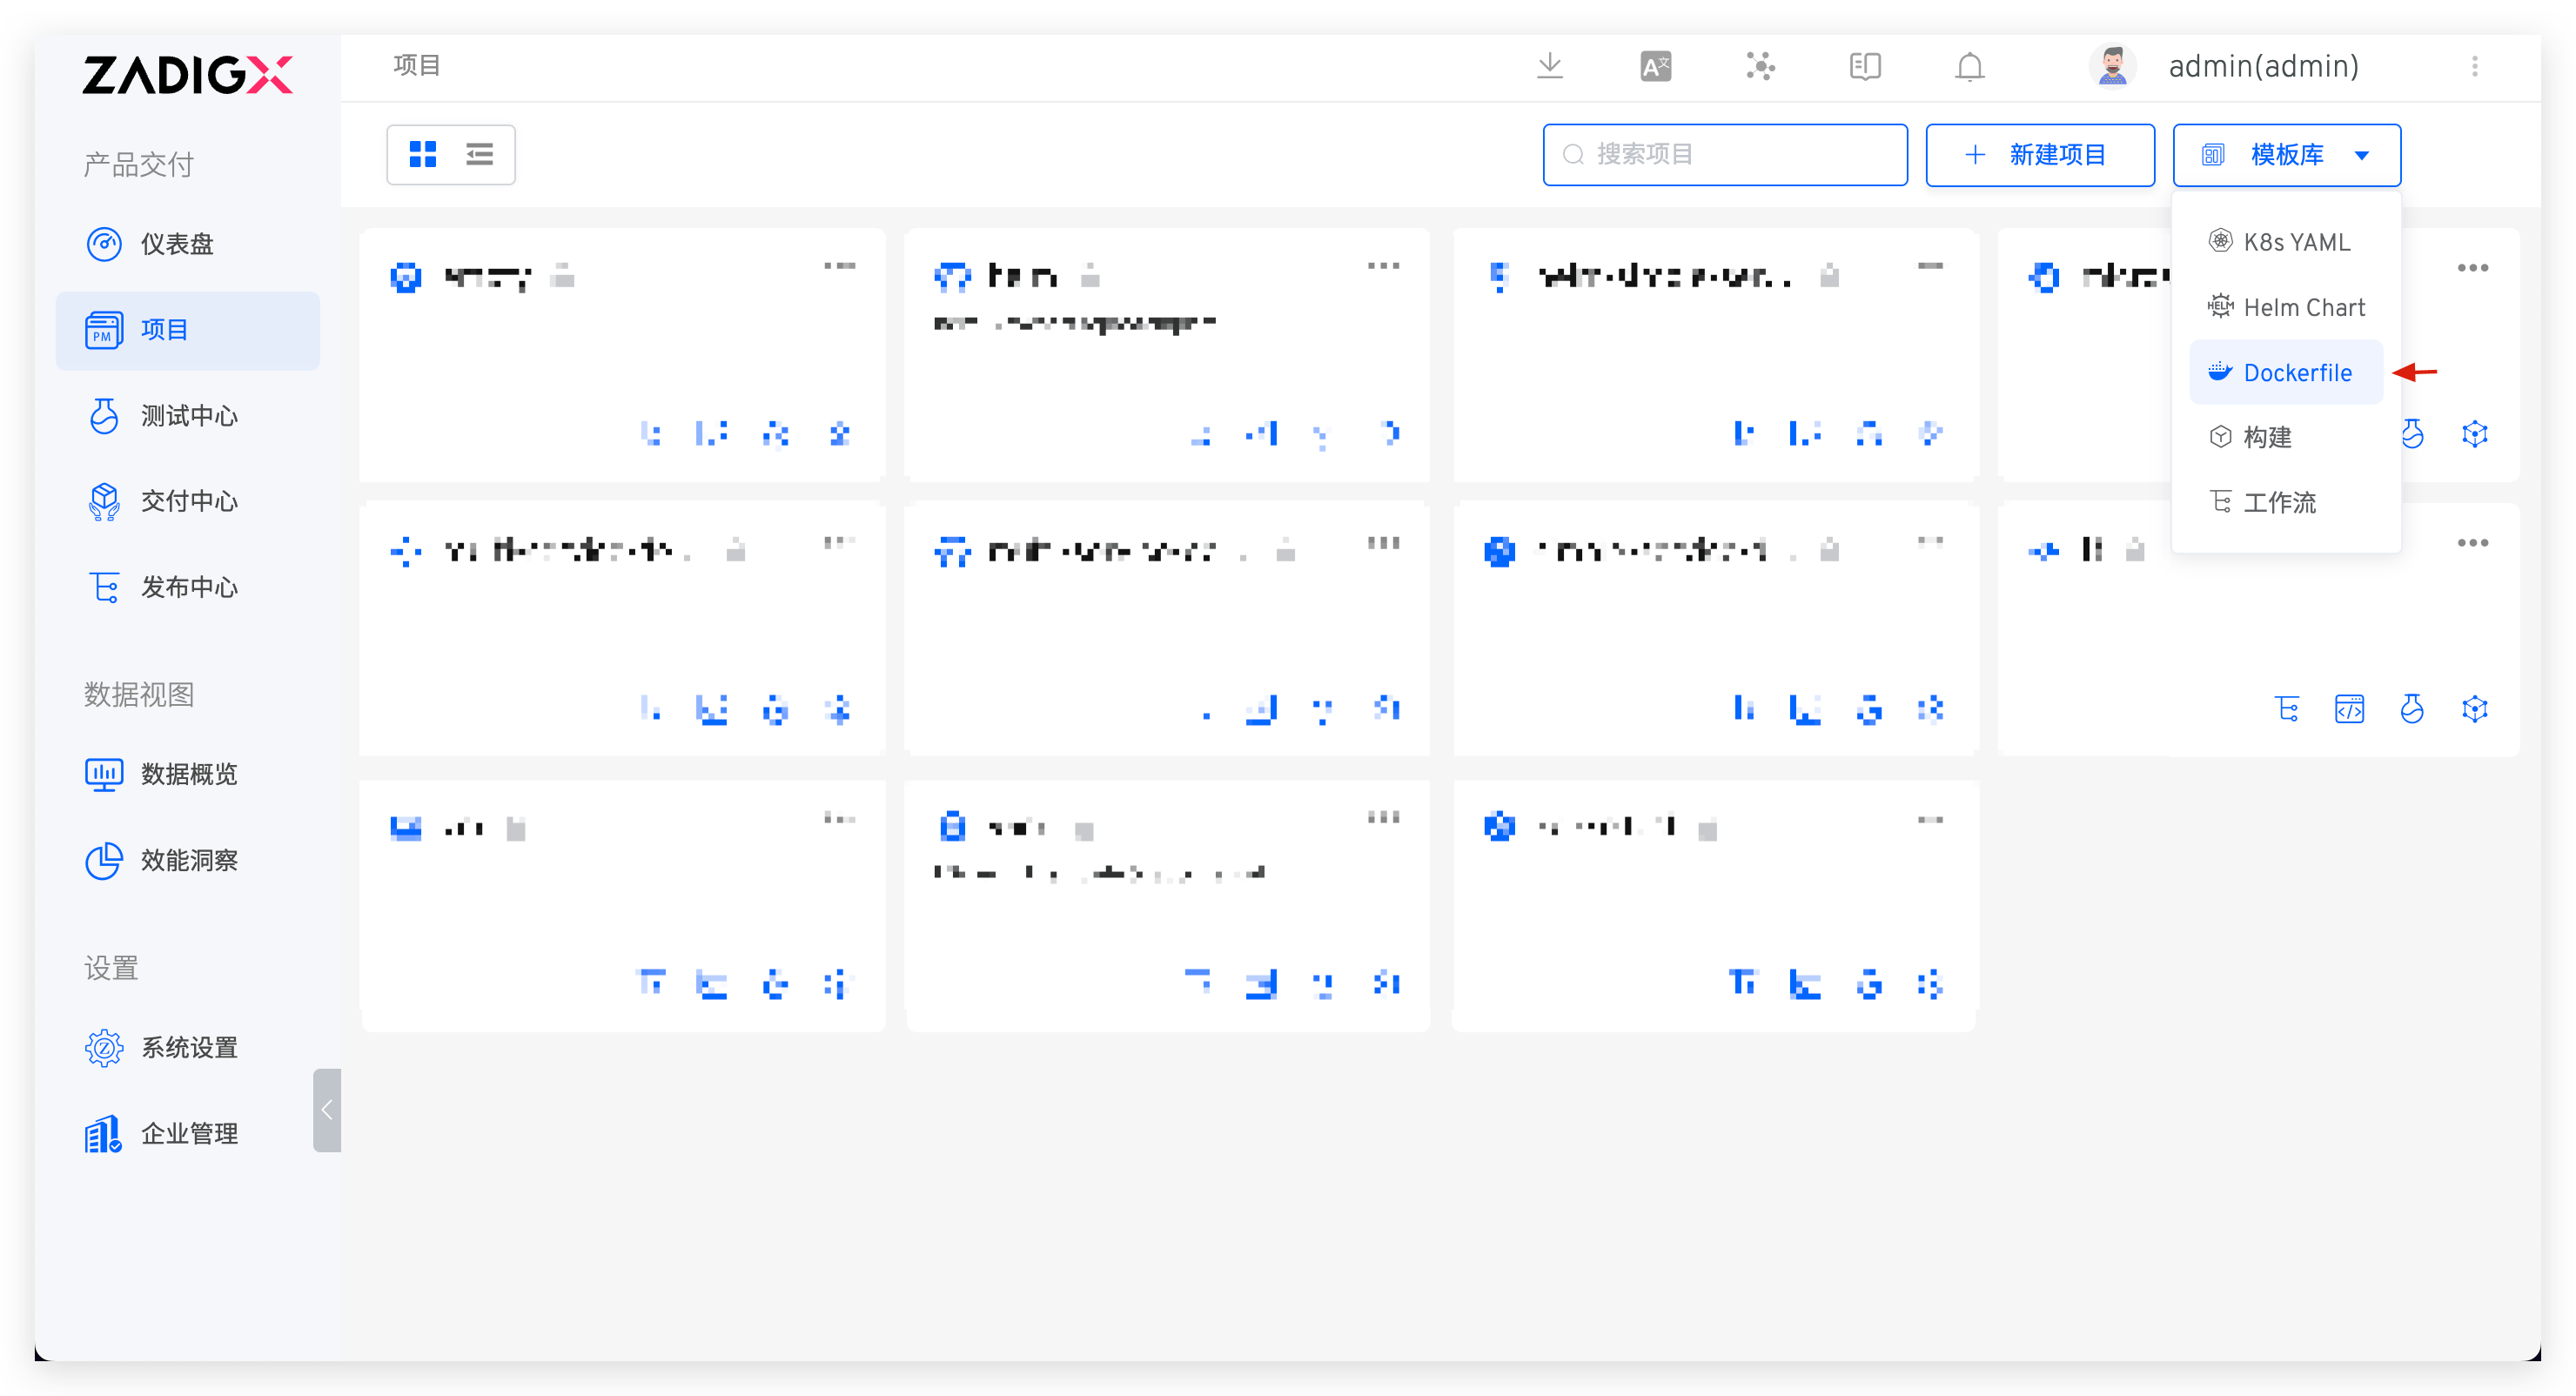 ZADIGX
项目
admin(admin)
产品交付
仪表盘
项目
测试中心
交付中心
发布中心
数据视图
数据概览
效能洞察
设置
系统设置
企业管理
搜索项目
新建项目
模板库
K8s YAML
Helm Chart
Dockerfile
构建
工作流